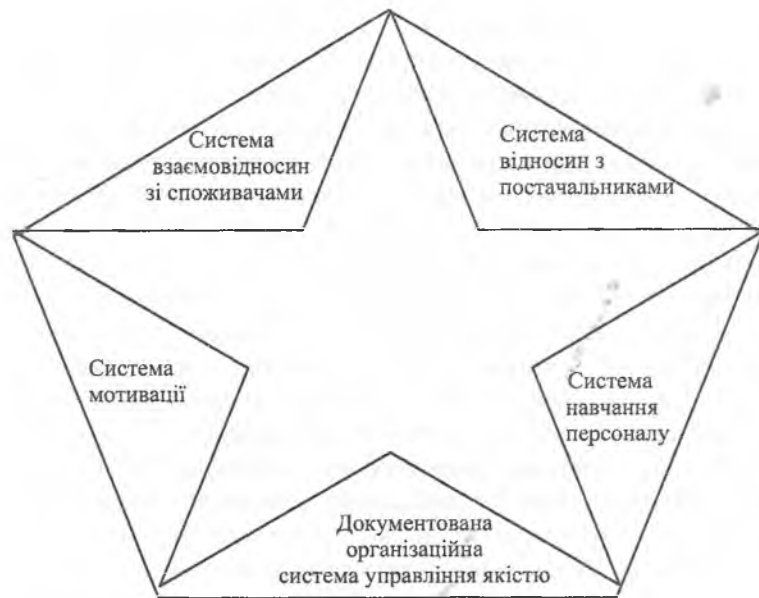 Система
взаємовідносин
зі споживачами
Система
відносин з
постачальниками
Система
мотивації
Система
навчання
персоналу
Документована
організаційна
система управління якістю